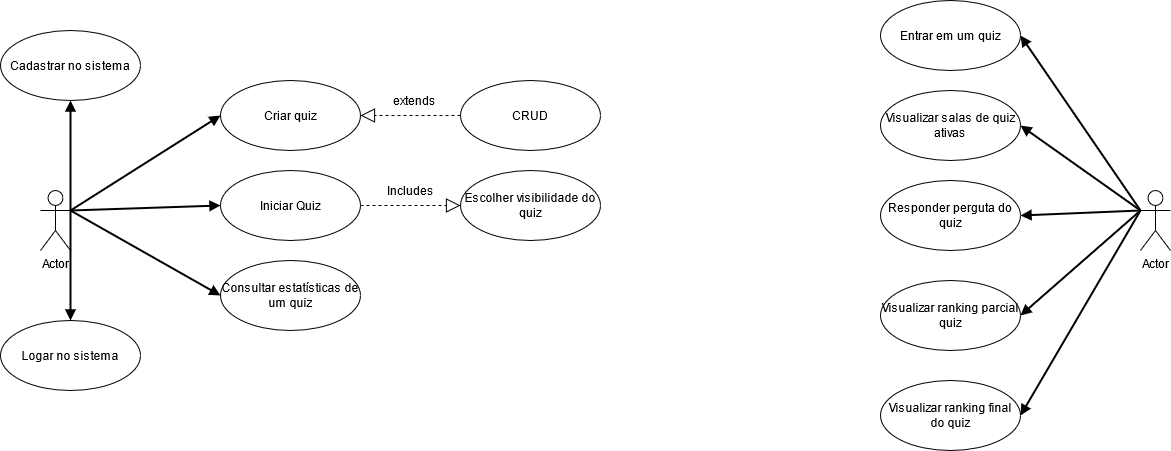 Cadastrar no sistema
Criar quiz
extends
CRUD
Iniciar Quiz
Includes
Escolher visibilidade do
quiz
Actor
Consultar estatísticas de
um quiz
Logar no sistema
Entrar em um quiz
Visualizar salas de quiz
ativas
Responder perguta do
quiz
Actor
Visualizar ranking parcial
quiz
Visualizar ranking final
do quiz